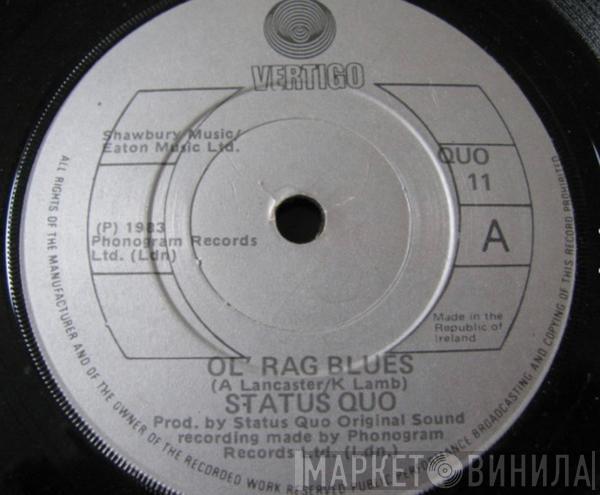 VERTIGO
Shawbury Music/
Eaton Music Ltd.
QUO
11
(P) 1983
Phonogram Records
Ltd. (Ldn)
A
Made in the
Republic of
Ireland
OL' RAG BLUES
(A Lancaster/K Lamb)
STATUS QUO
Prod. by Status Quo Original Sound
recording made by Phonogram
Records Ltd. (Ldn.)
ALL RIGHTS OF THE MANUFACTURER AND OF THE OWNER OF THE RECORDED WORK RESERVED PUBLIC PERFORMANCE BROADCASTING AND COPYING OF THIS RECORD PROHIBITED
МАРКЕТ ВИНИЛА